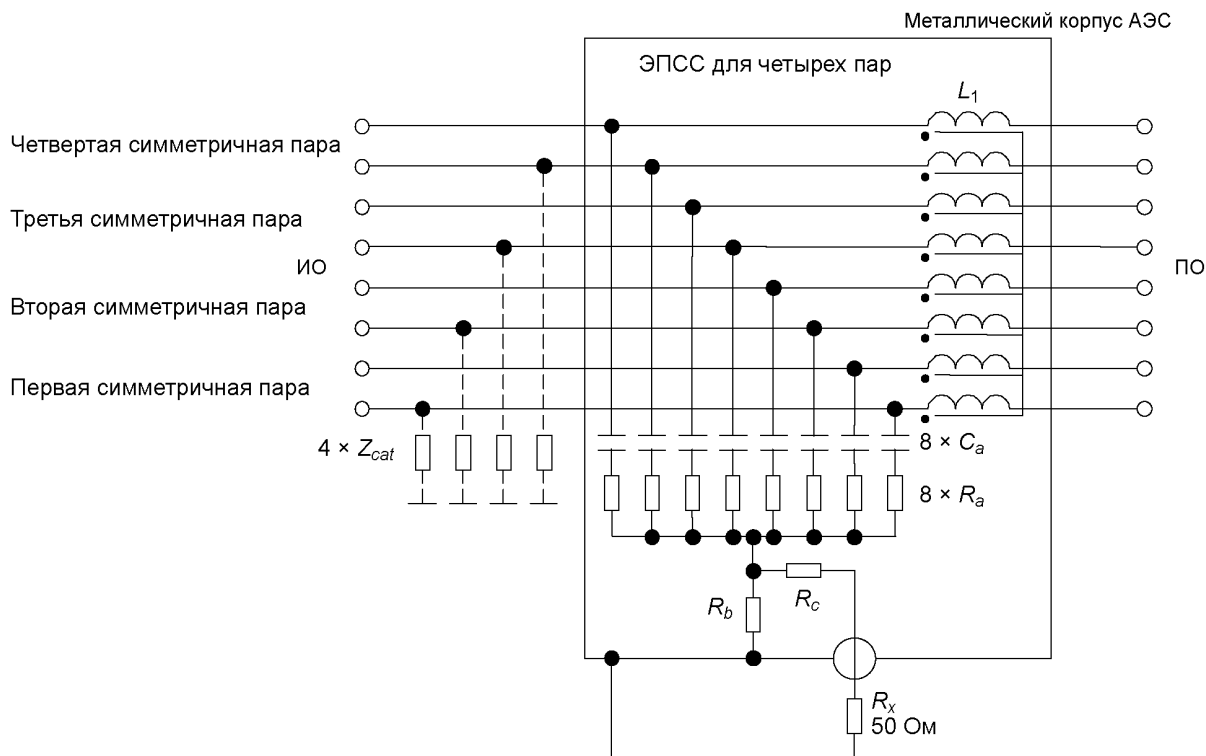 Металлический корпус АЭС
ЭПСС для четырех пар
L1
Четвертая симметричная пара
Третья симметричная пара
ИО
ПО
Вторая симметричная пара
Первая симметричная пара
4 × Zcat
8 × Ca
8 × Ra
Rb
Rc
Rx
50 Ом